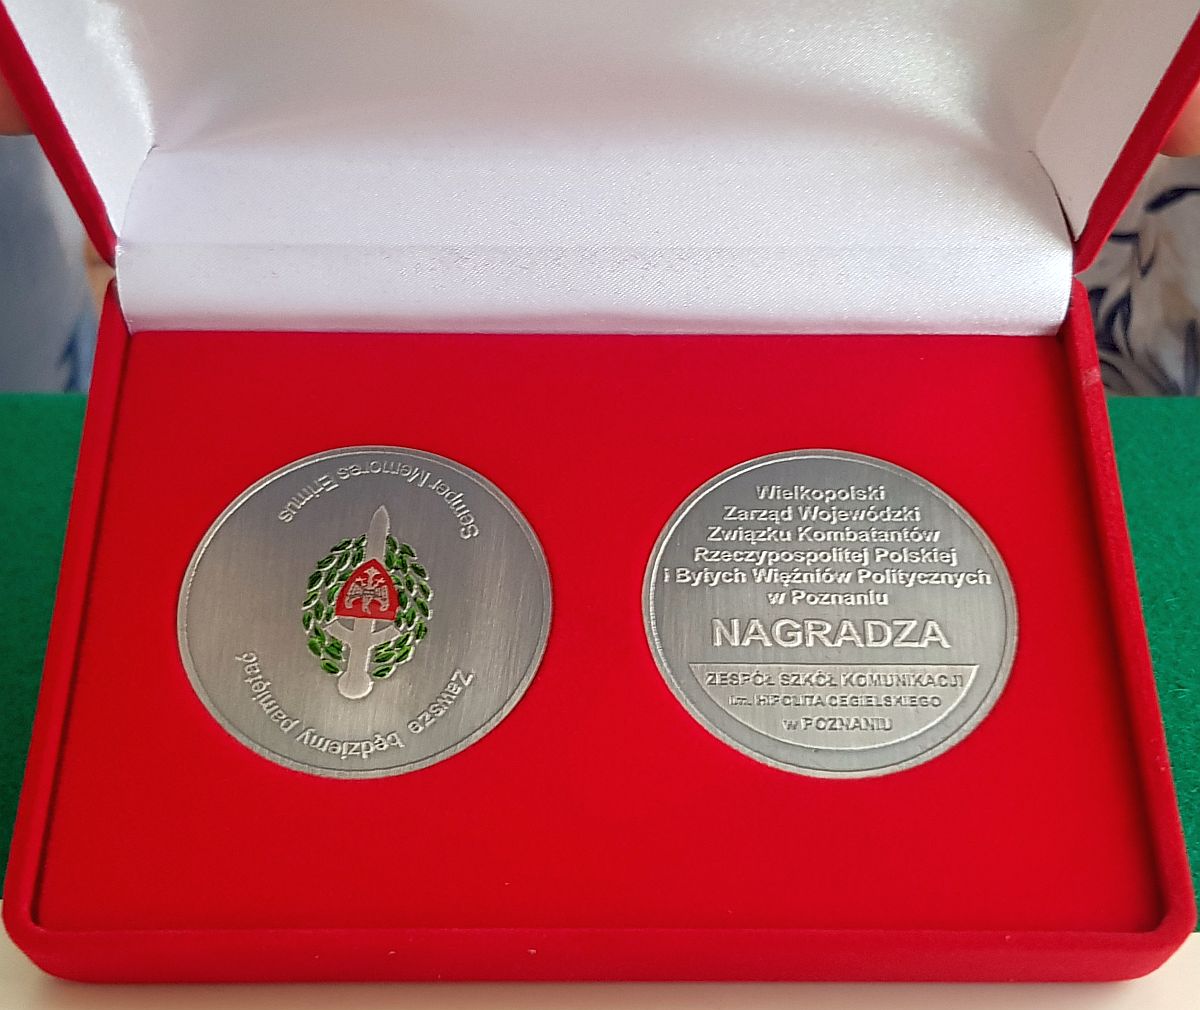 Semper Memores Erimus
Zawsze będziemy pamiętać
Wielkopolski
Zarząd Wojewódzki
Związku Kombatantów
Rzeczypospolitej Polskiej
i Byłych Więźniów Politycznych
w Poznaniu
NAGRADZA
ZESPÓŁ SZKÓŁ KOMUNIKACJI
im. HIPOLITA CEGIELSKIEGO
w POZNANIU